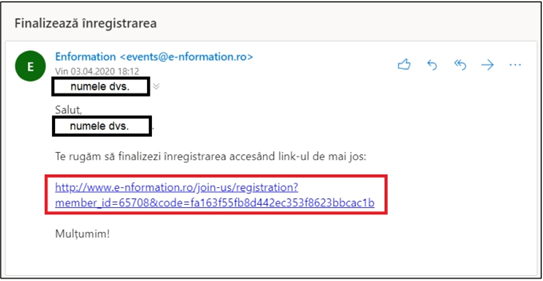 Finalizează înregistrarea
E
Enformation <events@e-nformation.ro>
Vin 03.04.2020 18:12
numele dvs.
Salut,
numele dvs.
Te rugăm să finalizezi înregistrarea accesând link-ul de mai jos:
http://www.e-nformation.ro/join-us/registration?
member_id=65708&code=fa163f55fb8d442ec353f8623bbcac1b
Mulțumim!